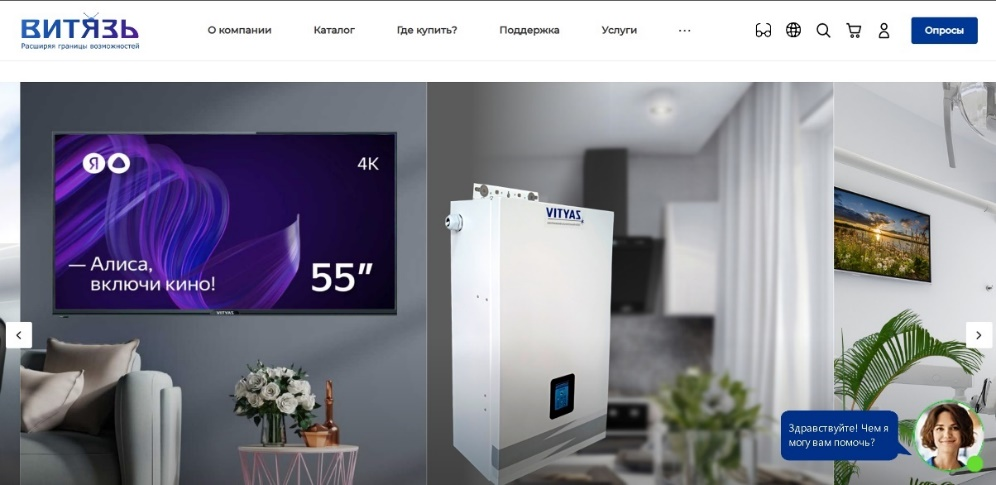 ВИТЯЗЬ
Расширяя границы возможностей
О компании
Каталог
Где купить?
Поддержка
Услуги
...
Опросы
Я
4K
— Алиса,
включи кино!
55”
VITYAS
VITYAS
Здравствуйте! Чем я
могу вам помочь?